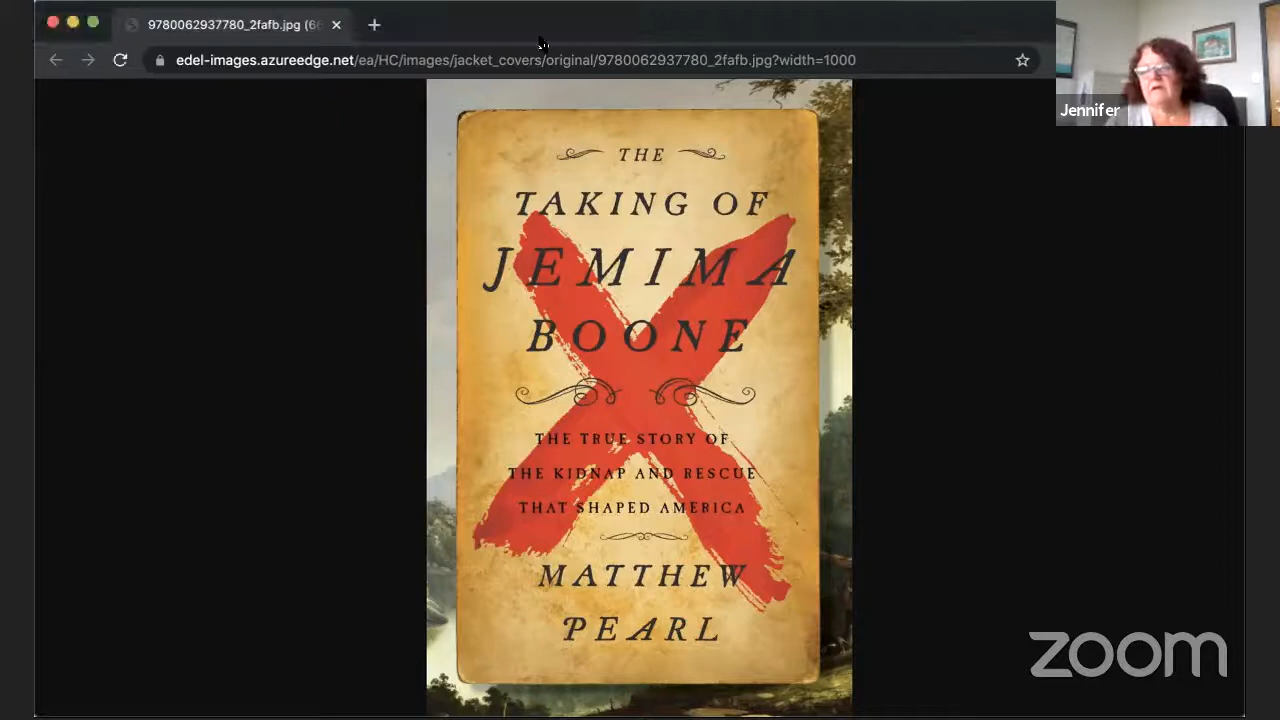 9780062937780_2fafb.jpg (66
edel-images.azureedge.net/ea/HC/images/jacket_covers/original/9780062937780_2fafb.jpg?width=1000
Jennifer
THE
TAKING OF
JEMIMA
BOONE
THE TRUE STORY OF
THE KIDNAP AND RESCUE
THAT SHAPED AMERICA
MATTHEW
PEARL
zoom